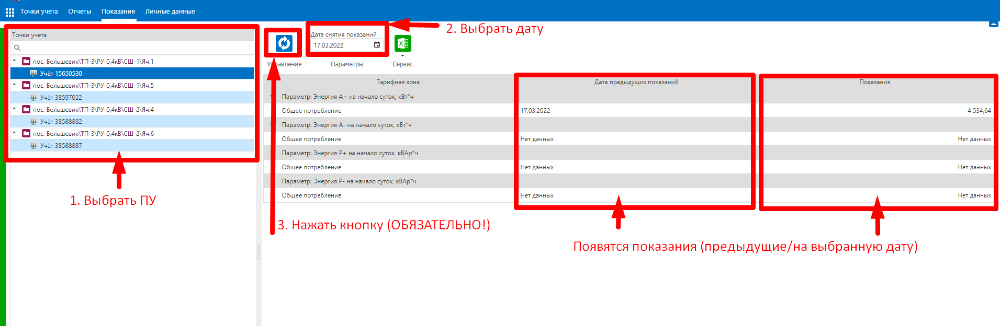 Точки учета Отчеты Показания Личные данные
Точки учета
пос. Большевик\ТП-3\РУ-0,4кВ\СШ-1\Яч.1
Учёт 15650530
пос. Большевик\ТП-3\РУ-0,4кВ\СШ-1\Яч.5
Учёт 38597022
пос. Большевик\ТП-3\РУ-0,4кВ\СШ-2\Яч.4
Учёт 38588882
пос. Большевик\ТП-3\РУ-0,4кВ\СШ-2\Яч.6
Учёт 38588887
1. Выбрать ПУ
Дата снятия показаний
17.03.2022
2. Выбрать дату
Управление Параметры Сервис
Тарифная зона Дата предыдущих показаний Показания
Параметр: Энергия A+ на начало суток, кВт*ч
Общее потребление 17.03.2022 4 534,64
Параметр: Энергия A- на начало суток, кВт*ч
Общее потребление Нет данных Нет данных
Параметр: Энергия P+ на начало суток, кВАр*ч
Общее потребление Нет данных Нет данных
Параметр: Энергия P- на начало суток, кВАр*ч
Общее потребление Нет данных Нет данных
3. Нажать кнопку (ОБЯЗАТЕЛЬНО!)
Появятся показания (предыдущие/на выбранную дату)